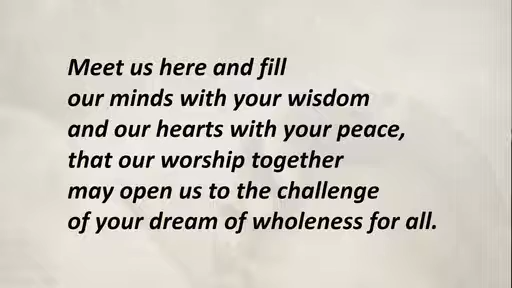 Meet us here and fill
our minds with your wisdom
and our hearts with your peace,
that our worship together
may open us to the challenge
of your dream of wholeness for all.